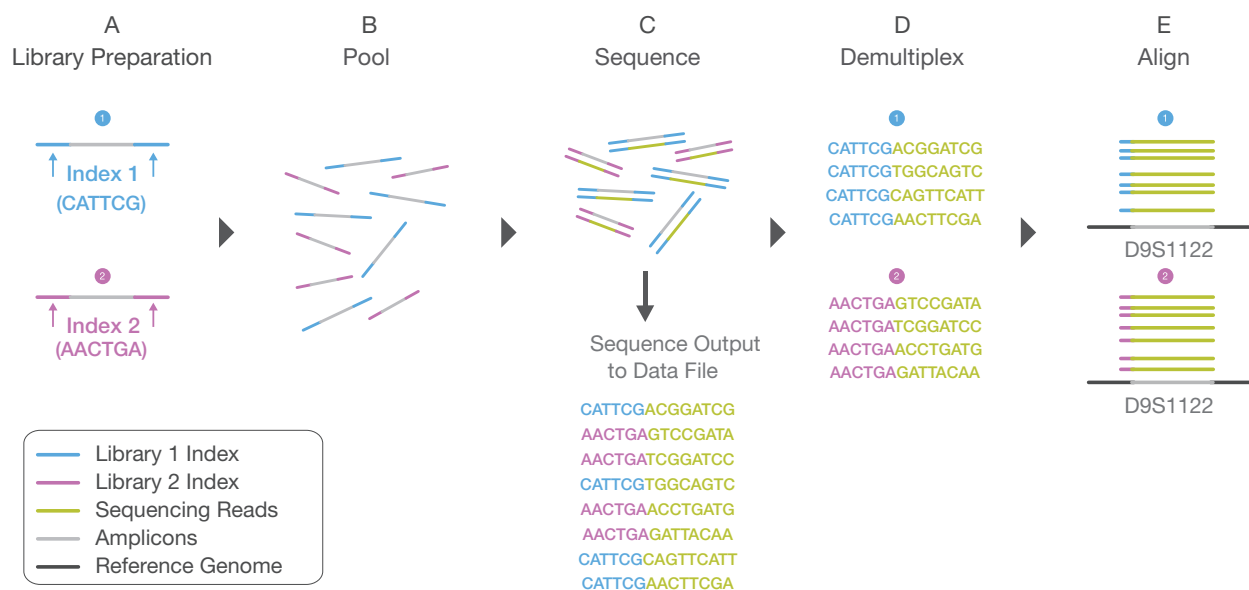 A
Library Preparation
B
Pool
C
Sequence
D
Demultiplex
E
Align
1
Index 1
(CATTCG)
2
Index 2
(AACTGA)
Sequence Output
to Data File
CATTCGACGGATCG
AACTGAGTCCGATA
AACTGATCGGATCC
CATTCGTGGCAGTC
AACTGAACCTGATG
AACTGAGATTACAA
CATTCGCAGTTCATT
CATTCGAACTTCGA
1
CATTCGACGGATCG
CATTCGTGGCAGTC
CATTCGCAGTTCATT
CATTCGAACTTCGA
2
AACTGAGTCCGATA
AACTGATCGGATCC
AACTGAACCTGATG
AACTGAGATTACAA
1
D9S1122
2
D9S1122
Library 1 Index
Library 2 Index
Sequencing Reads
Amplicons
Reference Genome